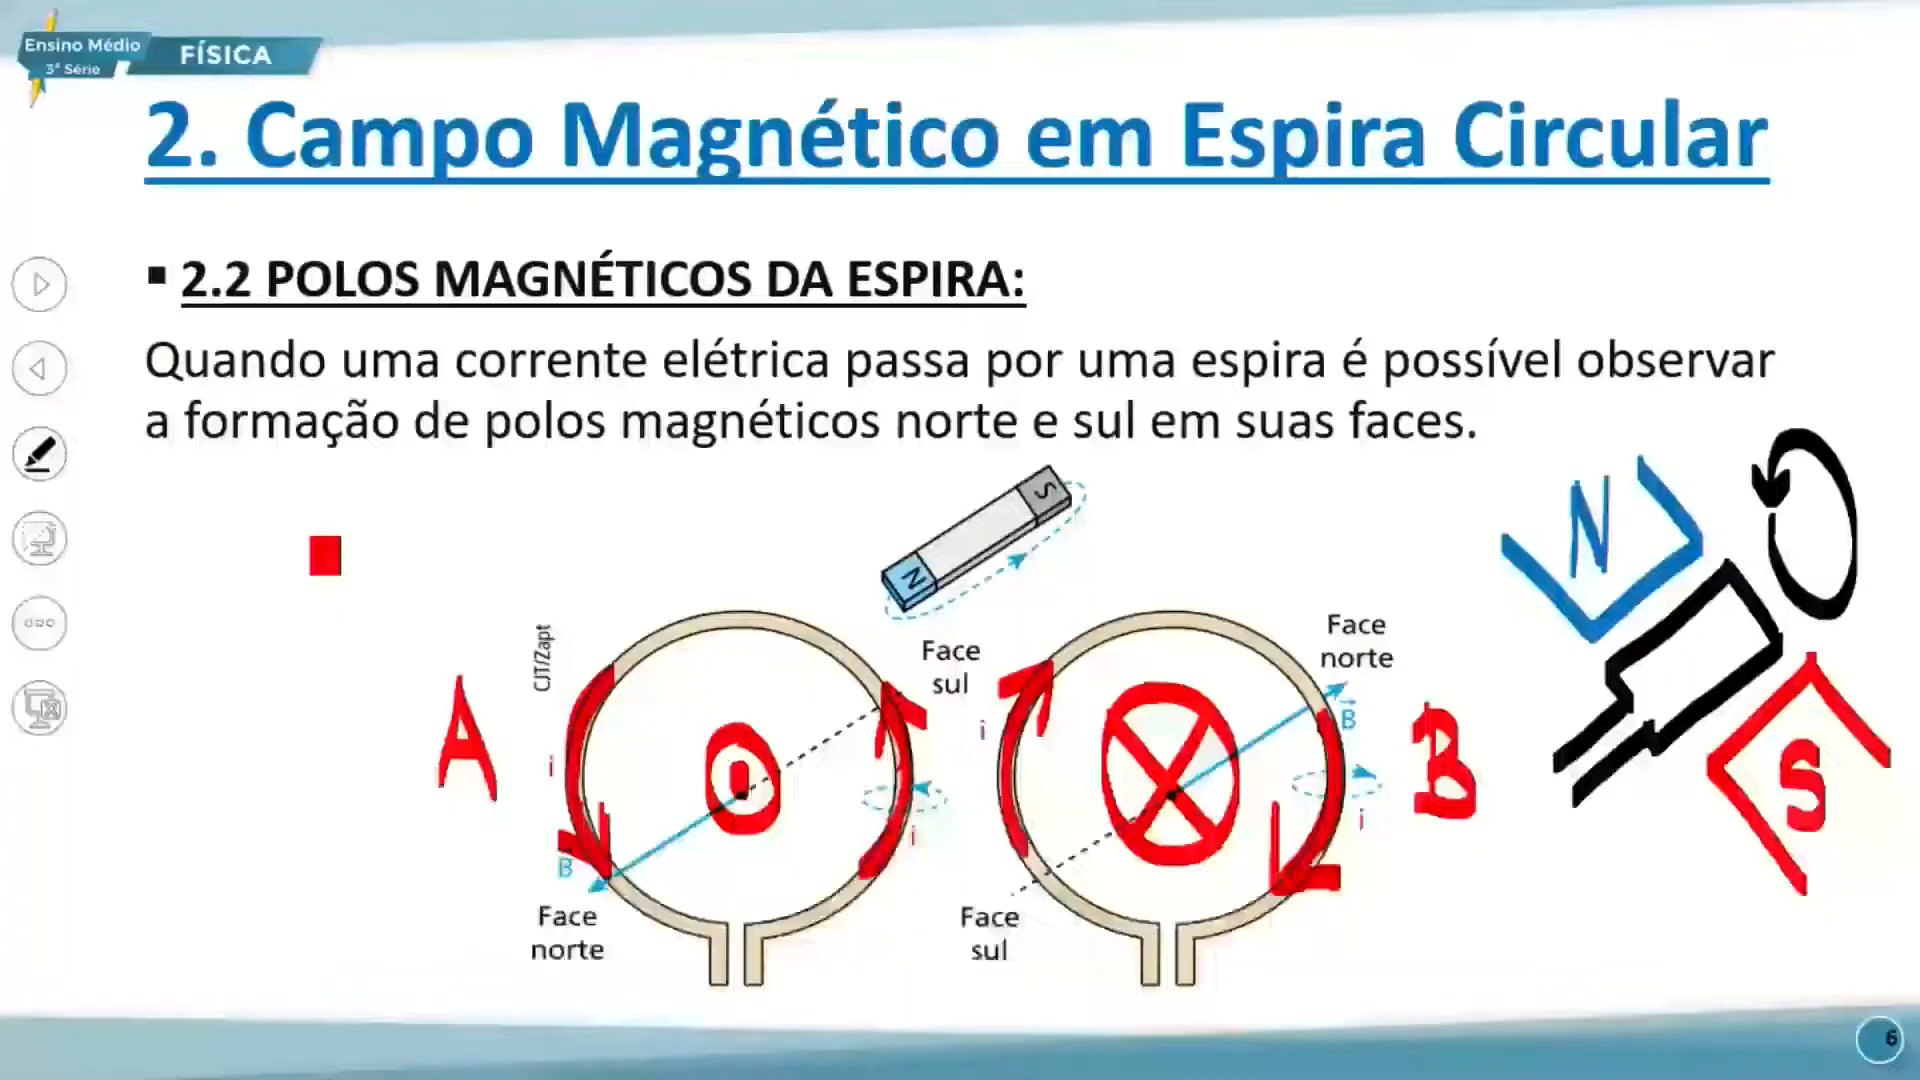 Ensino Médio
3ª Série
FÍSICA
2. Campo Magnético em Espira Circular
▪ 2.2 POLOS MAGNÉTICOS DA ESPIRA:
Quando uma corrente elétrica passa por uma espira é possível observar
a formação de polos magnéticos norte e sul em suas faces.
N
S
N
S
CJT/Zapt
A
i
B
Face
norte
i
Face
sul
i
Face
sul
Face
norte
B
i
B
6